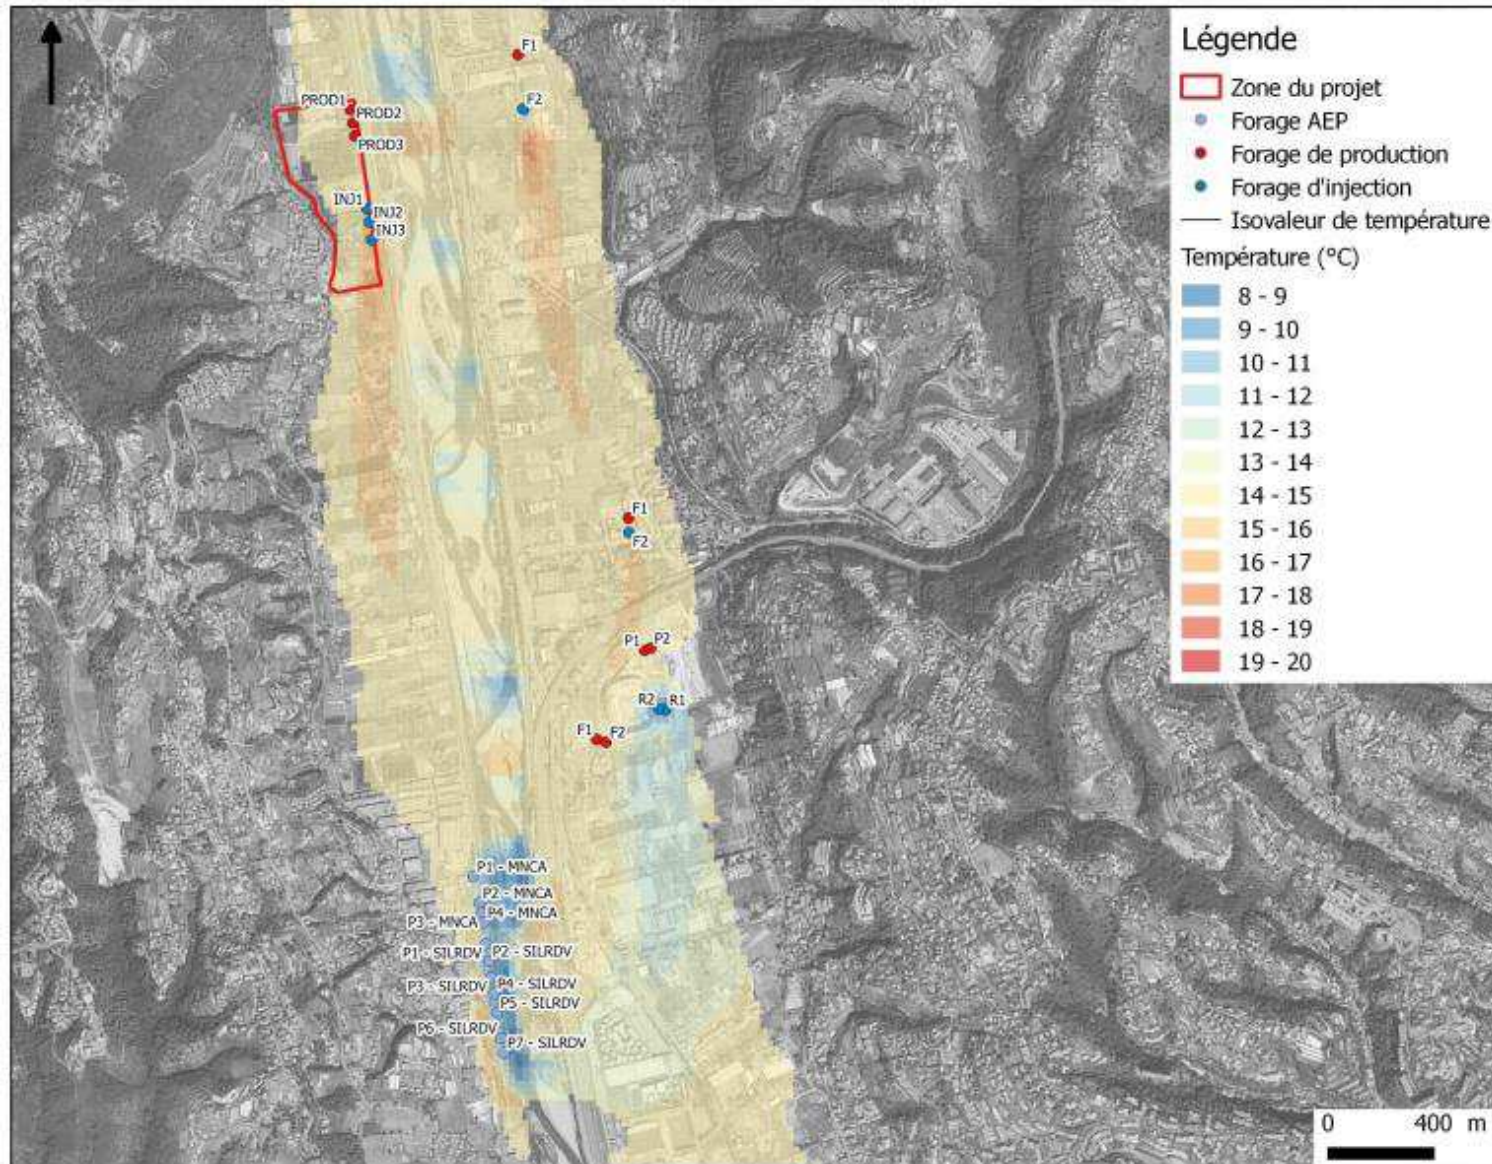 Légende
Zone du projet
Forage AEP
Forage de production
Forage d'injection
Isovaleur de température
Température (°C)
8 - 9
9 - 10
10 - 11
11 - 12
12 - 13
13 - 14
14 - 15
15 - 16
16 - 17
17 - 18
18 - 19
19 - 20
F1
PROD1
F2
PROD2
PROD3
INJ1
INJ2
INJ3
F1
F2
P1 P2
R2 R1
F1 F2
P1 - MNCA
P2 - MNCA
P4 - MNCA
P3 - MNCA
P1 - SILRDV P2 - SILRDV
P3 - SILRDV P4 - SILRDV
P5 - SILRDV
P6 - SILRDV
P7 - SILRDV
0 400 m